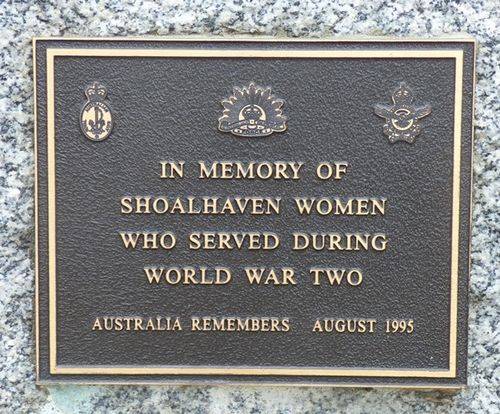 IN MEMORY OF
SHOALHAVEN WOMEN
WHO SERVED DURING
WORLD WAR TWO
AUSTRALIA REMEMBERS AUGUST 1995